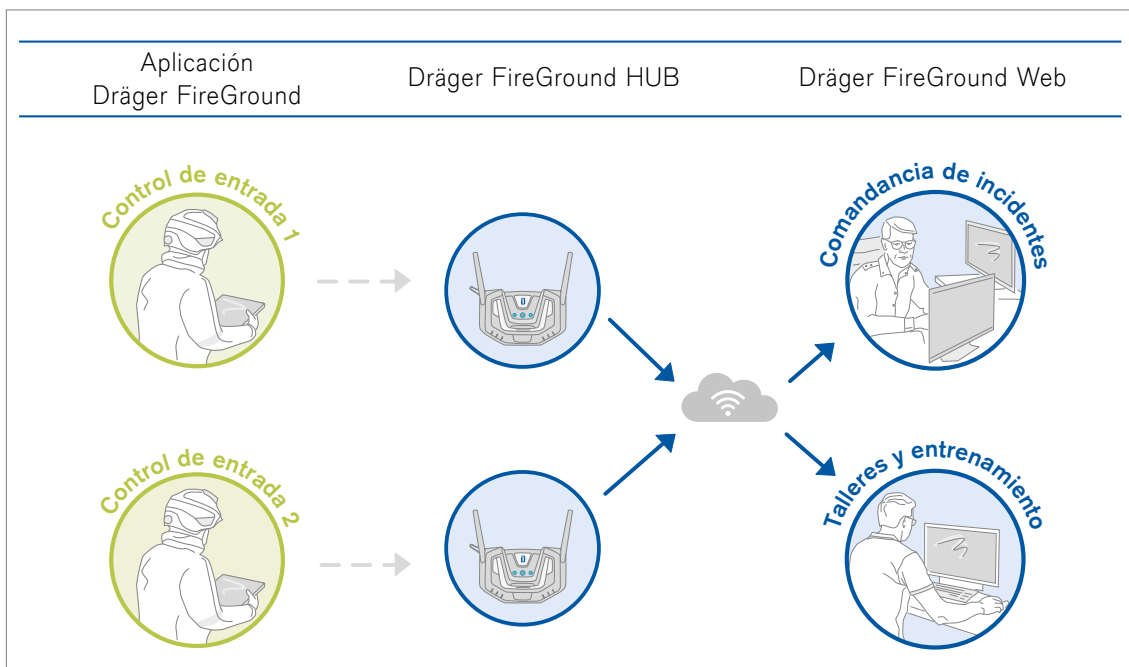 Aplicación
Dräger FireGround
Dräger FireGround HUB
Dräger FireGround Web
Control de entrada 1
Comandancia de incidentes
Control de entrada 2
Talleres y entrenamiento